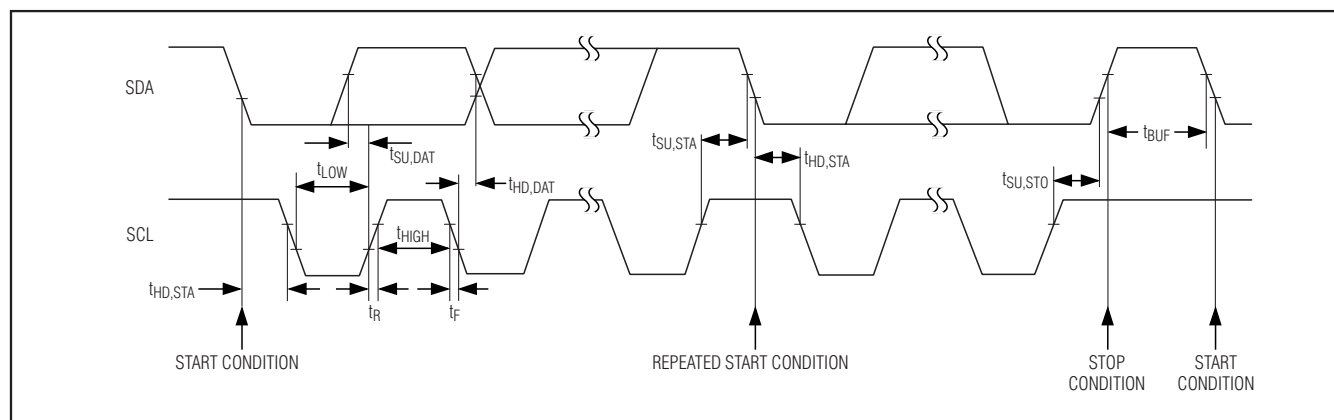 SDA
tSU,STA
tBUF
tSU,DAT
tLOW
tHD,STA
tHD,DAT
tSU,STO
SCL
tHIGH
tHD,STA
tR
tF
START CONDITION
REPEATED START CONDITION
STOP
CONDITION
START
CONDITION